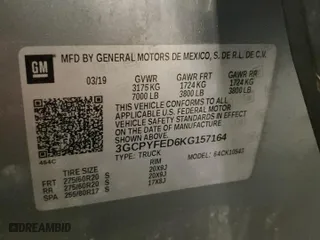 GM
MFD BY GENERAL MOTORS DE MEXICO, S. DE R.L. DE C.V.
03/19 GVWR GAWR FRT GAWR RR
3175 KG 1724 KG 1724 KG
7000 LB 3800 LB 3800 LB
THIS VEHICLE CONFORMS TO ALL APPLICABLE
U.S. FEDERAL MOTOR VEHICLE SAFETY
STANDARDS IN EFFECT ON THE DATE OF
MANUFACTURE SHOWN ABOVE.
3GCPYFED6KG157164
TYPE: TRUCK
TIRE SIZE RIM
FRT 275/60R20 S 20X9J
RR 275/60R20 S 20X9J
SPA 255/80R17 S 17X8J
DREAMBID